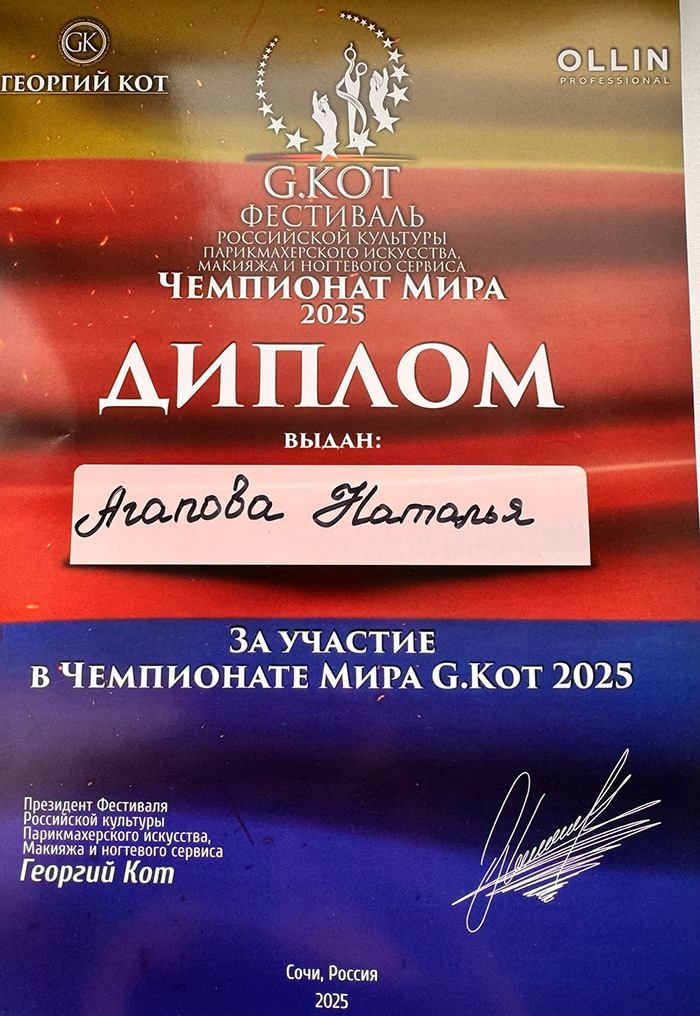 GK
ГЕОРГИЙ КОТ
OLLIN
PROFESSIONAL
G.КОТ
ФЕСТИВАЛЬ
РОССИЙСКОЙ КУЛЬТУРЫ
ПАРИКМАХЕРСКОГО ИСКУССТВА,
МАКИЯЖА И НОГТЕВОГО СЕРВИСА
ЧЕМПИОНАТ МИРА
2025
ДИПЛОМ
ВЫДАН:
Агапова Наталья
ЗА УЧАСТИЕ
В ЧЕМПИОНАТЕ МИРА G.КОТ 2025
Президент Фестиваля
Российской культуры
Парикмахерского искусства,
Макияжа и ногтевого сервиса
Георгий Кот
Сочи, Россия
2025